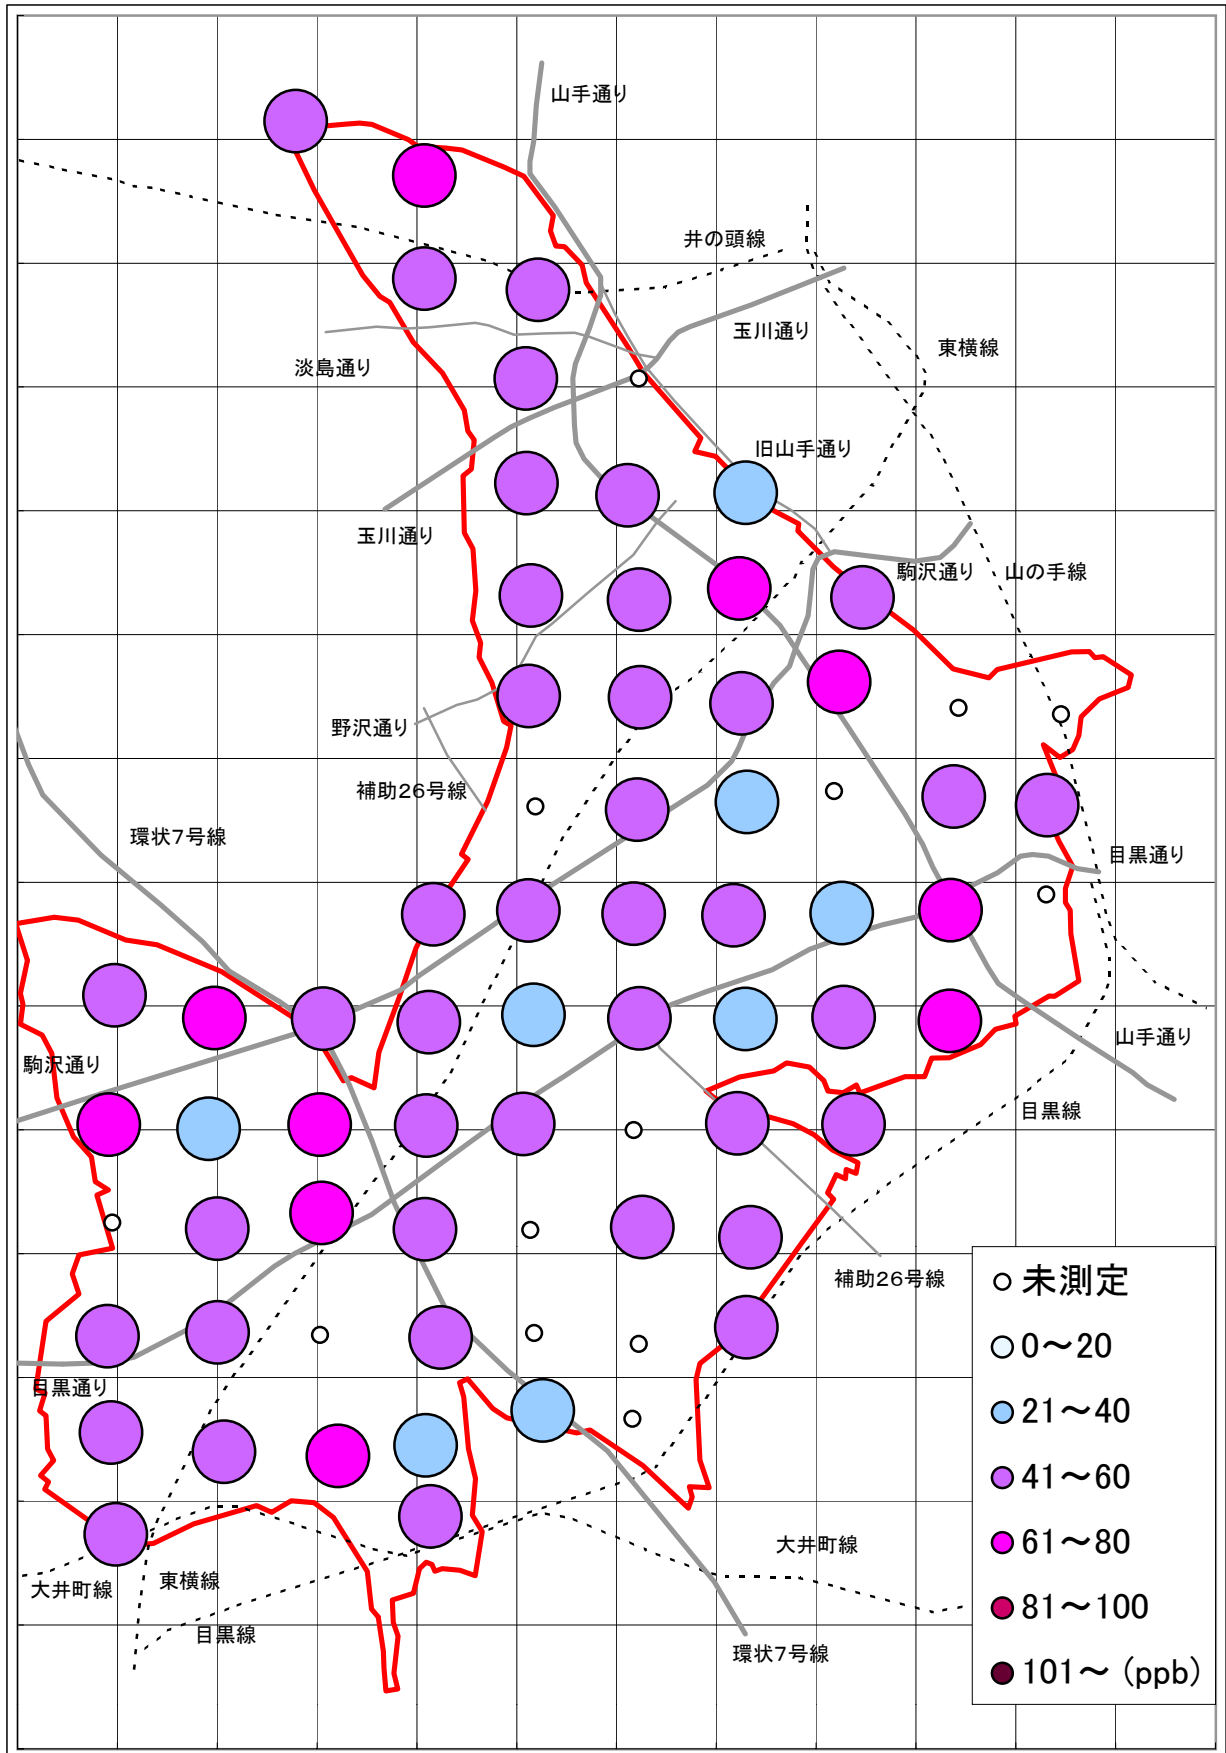 山手通り
井の頭線
玉川通り
東横線
淡島通り
旧山手通り
玉川通り
駒沢通り
山の手線
野沢通り
補助26号線
環状7号線
目黒通り
山手通り
駒沢通り
目黒線
補助26号線
未測定
0～20
目黒通り
21～40
41～60
61～80
大井町線
東横線
大井町線
81～100
目黒線
環状7号線
101～ (ppb)